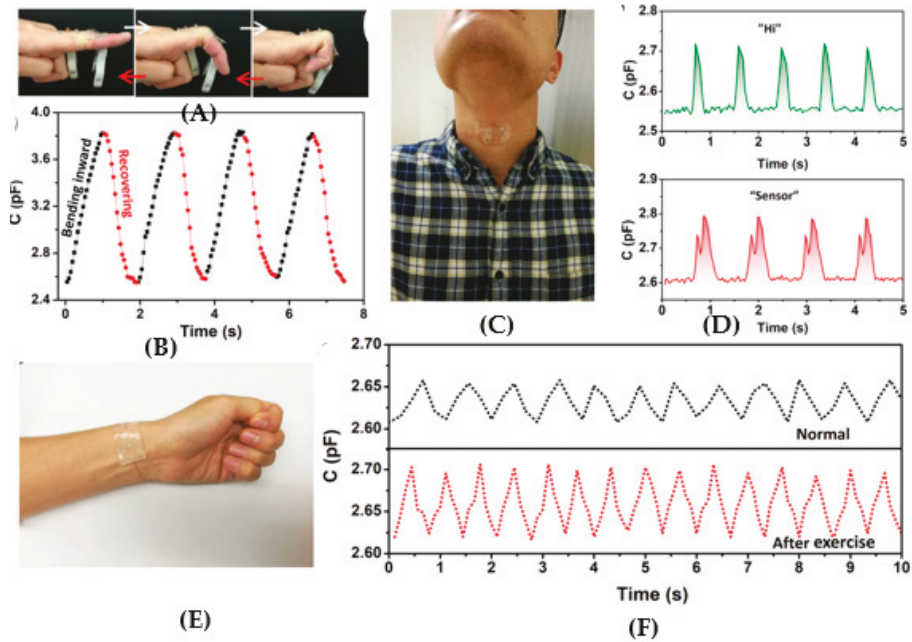 (A)
C (pF)
3.8
3.4
2.8
2.4
Bending inward
Recovering
0
2
4
6
8
Time (s)
(B)
(C)
C (pF)
2.8
2.7
2.6
2.5
"Hi"
0
1
2
3
4
5
Time (s)
C (pF)
2.9
2.8
2.7
2.6
"Sensor"
0
1
2
3
4
5
Time (s)
(D)
(E)
C (pF)
2.70
2.65
2.60
Normal
2.70
2.65
2.60
After exercise
0
1
2
3
4
5
6
7
8
9
10
Time (s)
(F)